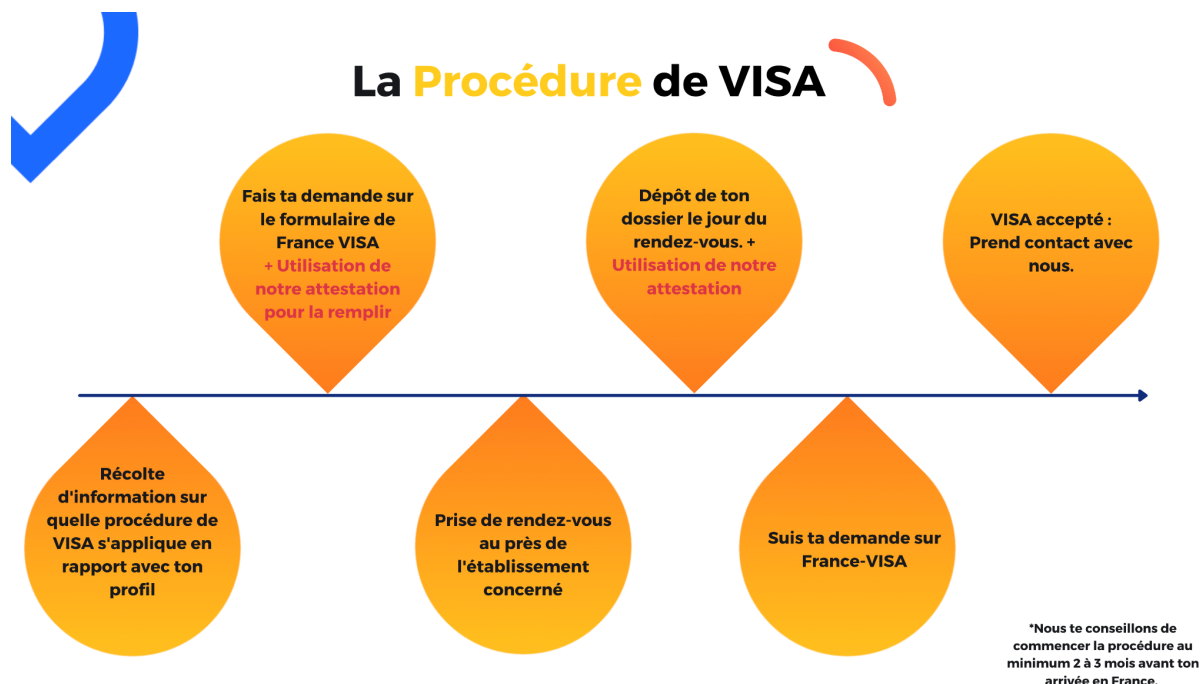 La Procédure de VISA
Récolte
d'information sur
quelle procédure de
VISA s'applique en
rapport avec ton
profil
Fais ta demande sur
le formulaire de
France VISA
+ Utilisation de
notre attestation
pour la remplir
Prise de rendez-vous
au près de
l'établissement
concerné
Dépôt de ton
dossier le jour du
rendez-vous. +
Utilisation de notre
attestation
Suis ta demande sur
France-VISA
VISA accepté :
Prend contact avec
nous.
*Nous te conseillons de
commencer la procédure au
minimum 2 à 3 mois avant ton
arrivée en France.